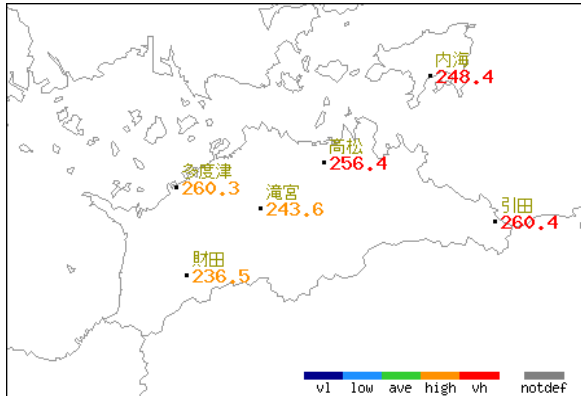 内海
248.4
高松
256.4
多度津
260.3
滝宮
243.6
引田
260.4
財田
236.5
vl low ave high vh notdef